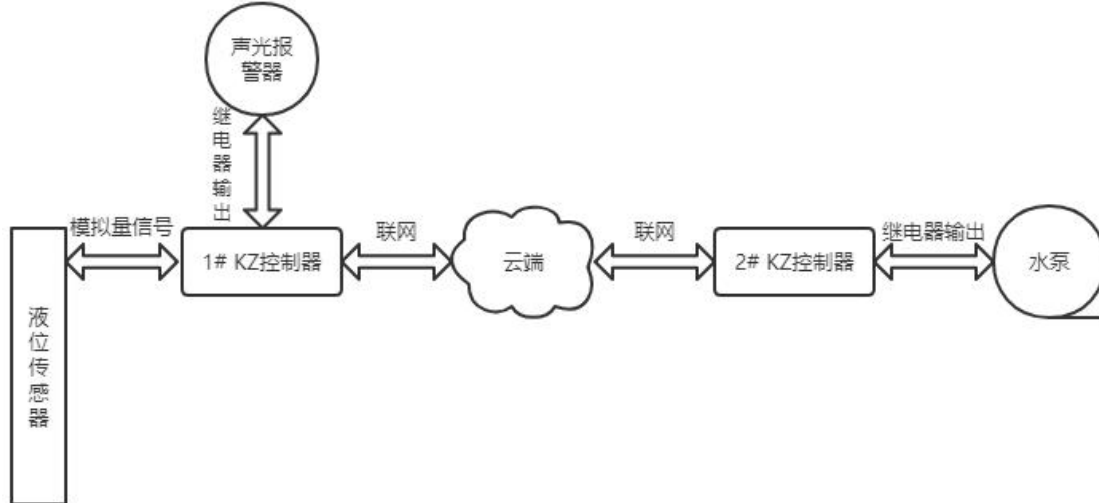 声光报
警器
继电器输出
模拟量信号
联网
联网
继电器输出
1# KZ控制器
云端
2# KZ控制器
水泵
液位传感器